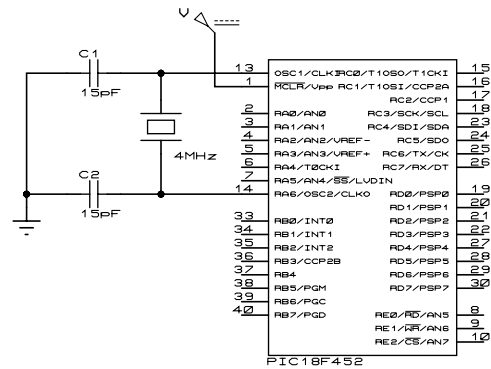 V
C1
15pF
4MHz
C2
15pF
13 OSC1/CLKI RC0/T1OSO/T1CKI 15
1 MCLR/Vpp RC1/T1OSI/CCP2A 16
RC2/CCP1 17
2 RA0/AN0 RC3/SCK/SCL 18
3 RA1/AN1 RC4/SDI/SDA 23
4 RA2/AN2/VREF- RC5/SDO 24
5 RA3/AN3/VREF+ RC6/TX/CK 25
6 RA4/T0CKI RC7/RX/DT 26
7 RA5/AN4/SS/LVDIN
14 RA6/OSC2/CLKO RD0/PSP0 19
RD1/PSP1 20
33 RB0/INT0 RD2/PSP2 21
34 RB1/INT1 RD3/PSP3 22
35 RB2/INT2 RD4/PSP4 27
36 RB3/CCP2B RD5/PSP5 28
37 RB4 RD6/PSP6 29
38 RB5/PGM RD7/PSP7 30
39 RB6/PGC
40 RB7/PGD RE0/RD/AN5 8
RE1/WR/AN6 9
RE2/CS/AN7 10
PIC18F452